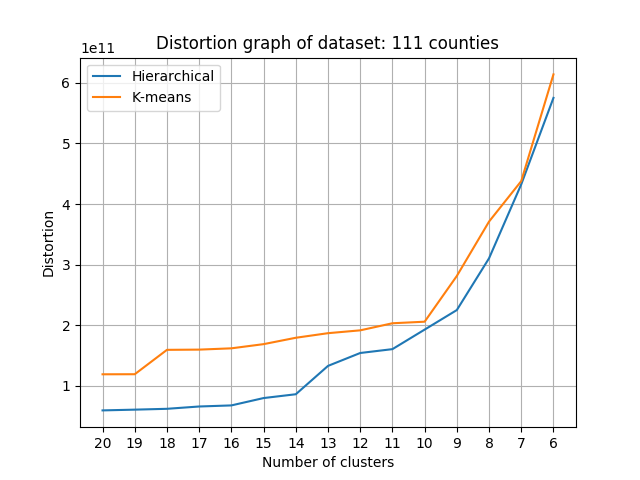 Distortion graph of dataset: 111 counties
1e11
Hierarchical
K-means
6
5
4
3
2
1
Distortion
20 19 18 17 16 15 14 13 12 11 10 9 8 7 6
Number of clusters